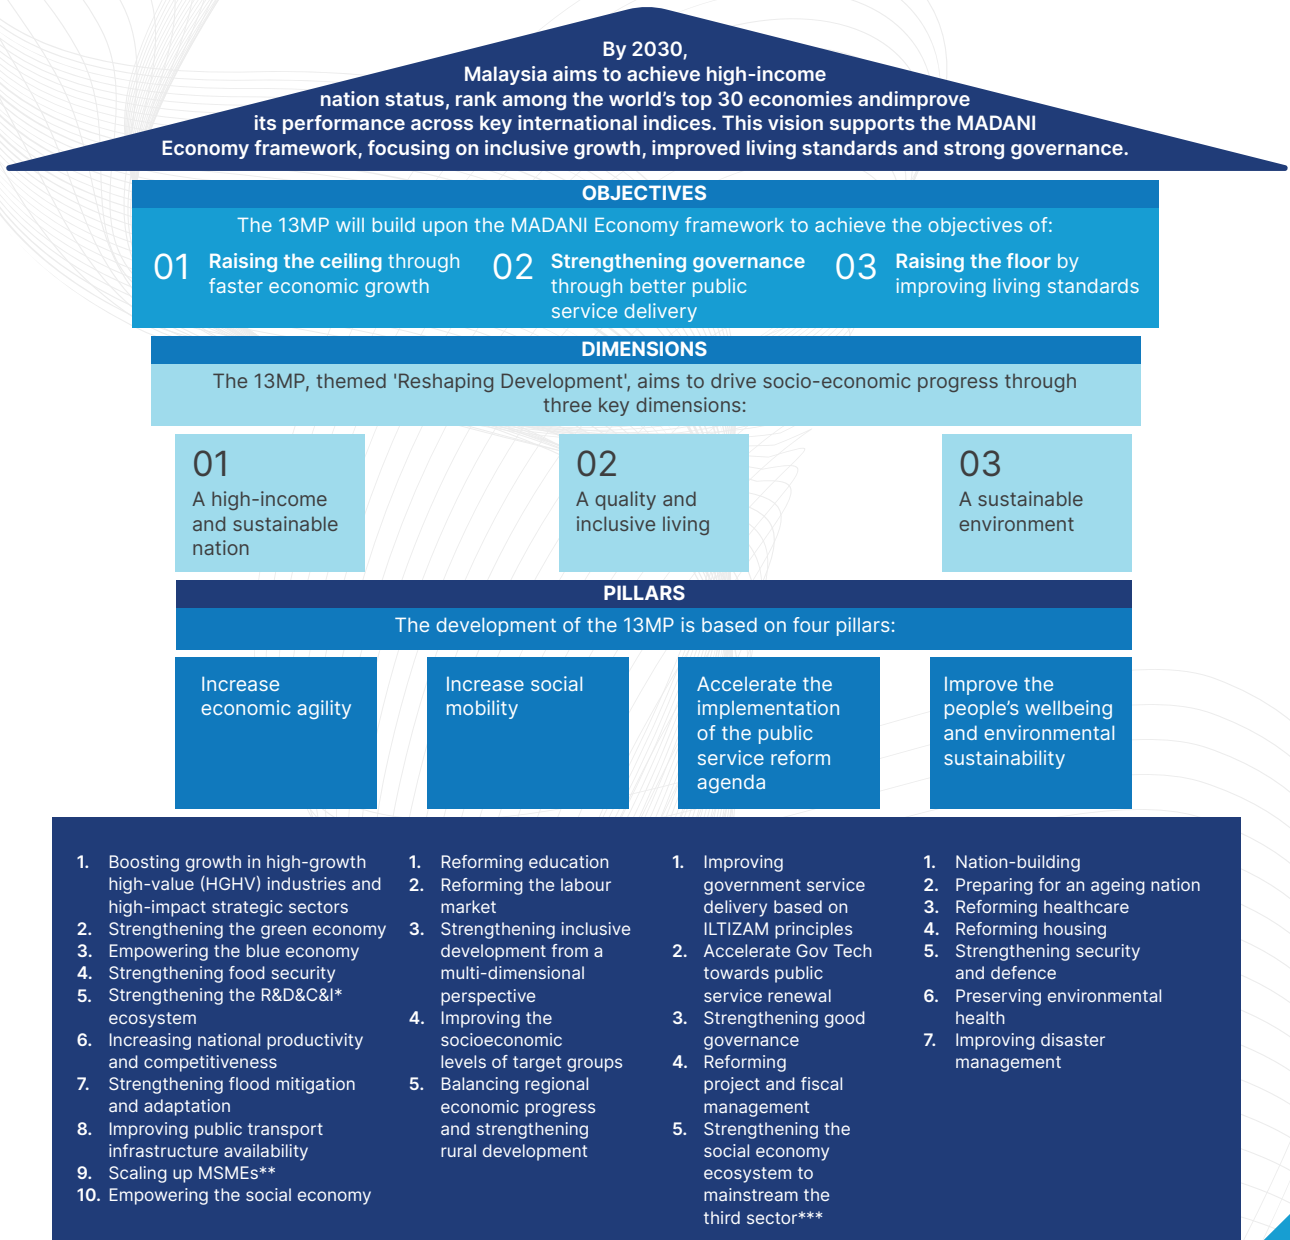 By 2030,
Malaysia aims to achieve high-income
nation status, rank among the world's top 30 economies andimprove
its performance across key international indices. This vision supports the MADANI
Economy framework, focusing on inclusive growth, improved living standards and strong governance.
OBJECTIVES
The 13MP will build upon the MADANI Economy framework to achieve the objectives of:
01
Raising the ceiling through
faster economic growth
02
Strengthening governance
through better public
service delivery
03
Raising the floor by
improving living standards
DIMENSIONS
The 13MP, themed 'Reshaping Development', aims to drive socio-economic progress through
three key dimensions:
01
A high-income
and sustainable
nation
02
A quality and
inclusive living
03
A sustainable
environment
PILLARS
The development of the 13MP is based on four pillars:
Increase
economic agility
Increase social
mobility
Accelerate the
implementation
of the public
service reform
agenda
Improve the
people's wellbeing
and environmental
sustainability
1. Boosting growth in high-growth
high-value (HGHV) industries and
high-impact strategic sectors
2. Strengthening the green economy
3. Empowering the blue economy
4. Strengthening food security
5. Strengthening the R&D&C&I*
ecosystem
6. Increasing national productivity
and competitiveness
7. Strengthening flood mitigation
and adaptation
8. Improving public transport
infrastructure availability
9. Scaling up MSMEs**
10. Empowering the social economy
1. Reforming education
2. Reforming the labour
market
3. Strengthening inclusive
development from a
multi-dimensional
perspective
4. Improving the
socioeconomic
levels of target groups
5. Balancing regional
economic progress
and strengthening
rural development
1. Improving
government service
delivery based on
ILTIZAM principles
2. Accelerate Gov Tech
towards public
service renewal
3. Strengthening good
governance
4. Reforming
project and fiscal
management
5. Strengthening the
social economy
ecosystem to
mainstream the
third sector***
1. Nation-building
2. Preparing for an ageing nation
3. Reforming healthcare
4. Reforming housing
5. Strengthening security
and defence
6. Preserving environmental
health
7. Improving disaster
management